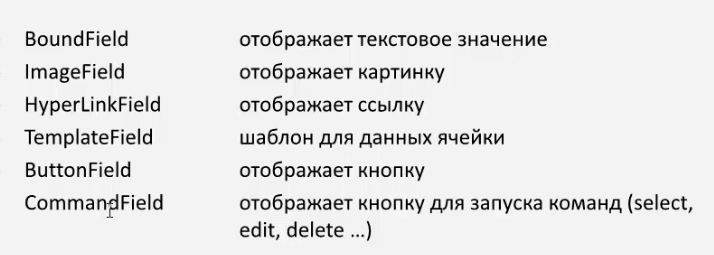 BoundField отображает текстовое значение
ImageField отображает картинку
HyperLinkField отображает ссылку
TemplateField шаблон для данных ячейки
ButtonField отображает кнопку
CommandField отображает кнопку для запуска команд (select,
edit, delete ...)